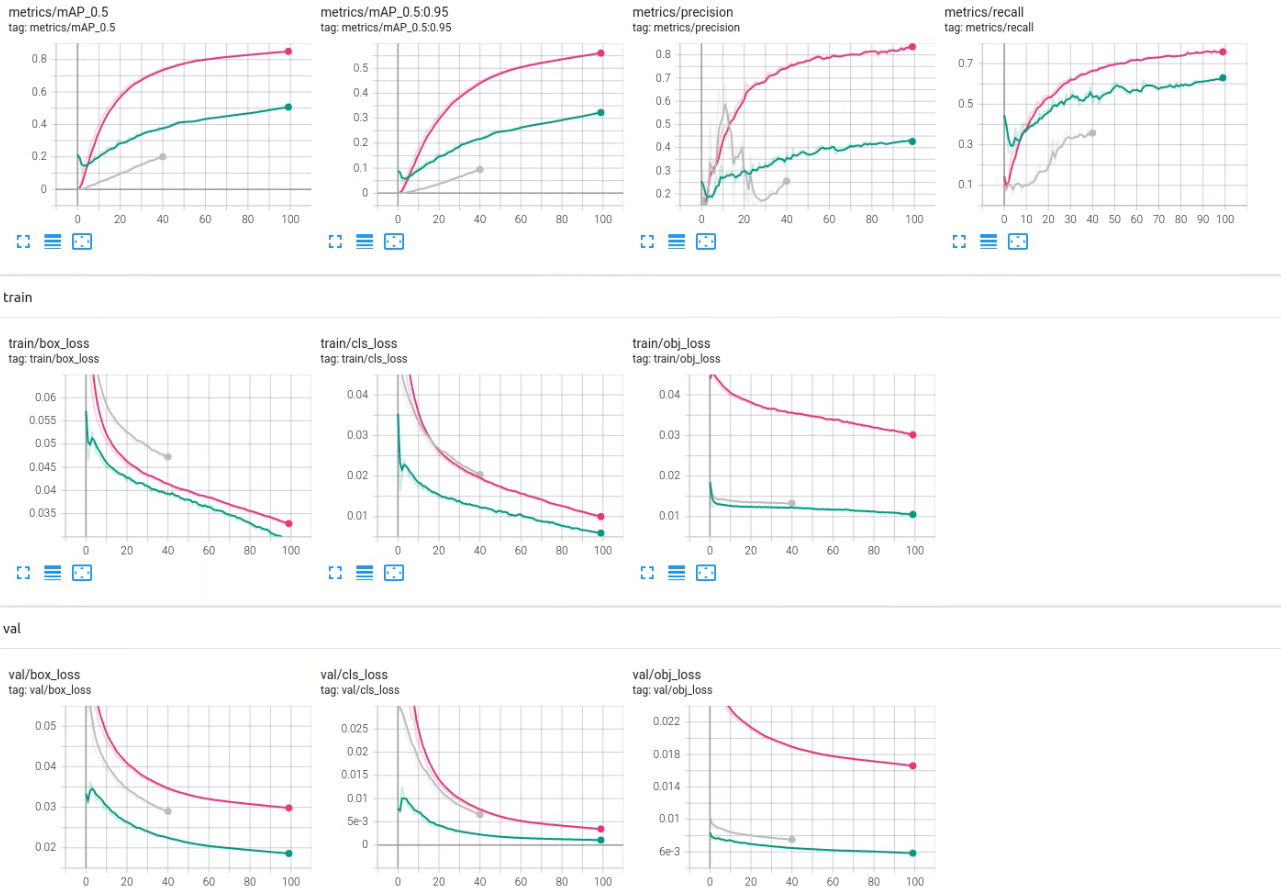 metrics/mAP_0.5
tag: metrics/mAP_0.5
0.8
0.6
0.4
0.2
0
0 20 40 60 80 100
metrics/mAP_0.5:0.95
tag: metrics/mAP_0.5:0.95
0.5
0.4
0.3
0.2
0.1
0
0 20 40 60 80 100
metrics/precision
tag: metrics/precision
0.8
0.7
0.6
0.5
0.4
0.3
0.2
0 20 40 60 80 100
metrics/recall
tag: metrics/recall
0.7
0.5
0.3
0.1
0 10 20 30 40 50 60 70 80 90 100
train
train/box_loss
tag: train/box_loss
0.06
0.055
0.05
0.045
0.04
0.035
0 20 40 60 80 100
train/cls_loss
tag: train/cls_loss
0.04
0.03
0.02
0.01
0 20 40 60 80 100
train/obj_loss
tag: train/obj_loss
0.04
0.03
0.02
0.01
0 20 40 60 80 100
val
val/box_loss
tag: val/box_loss
0.05
0.04
0.03
0.02
0 20 40 60 80 100
val/cls_loss
tag: val/cls_loss
0.025
0.02
0.015
0.01
5e-3
0
0 20 40 60 80 100
val/obj_loss
tag: val/obj_loss
0.022
0.018
0.014
0.01
6e-3
0 20 40 60 80 100